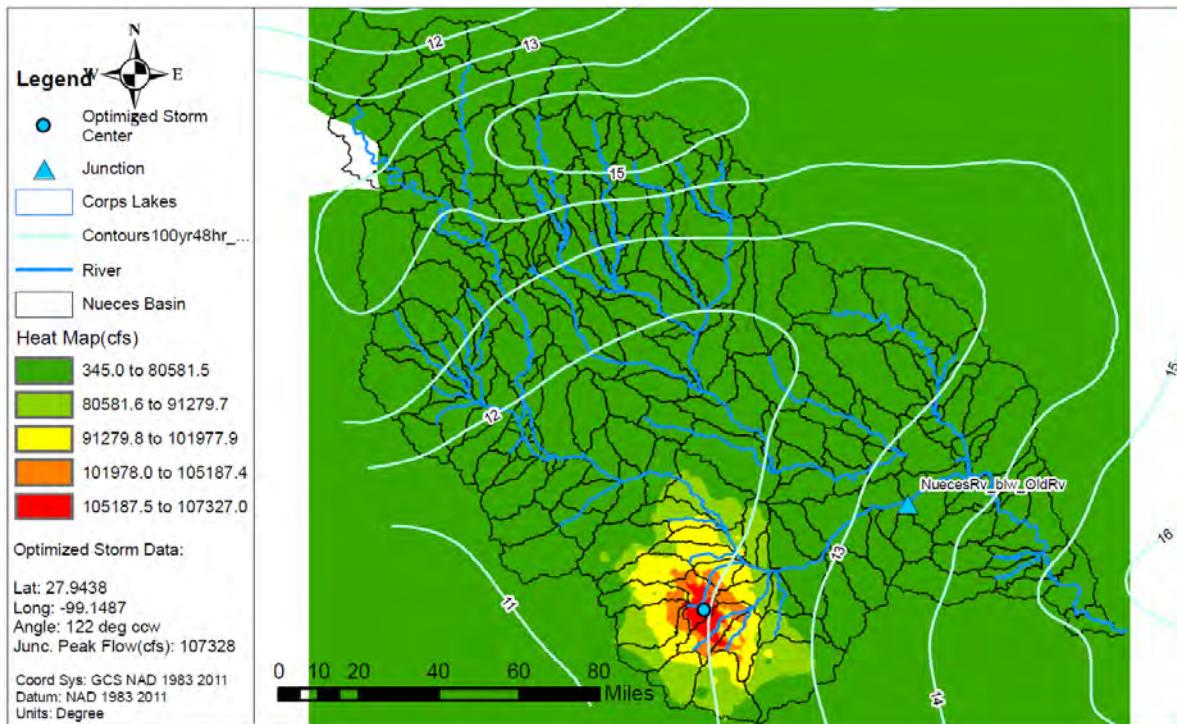 N
Legend
W
E
S
Optimized Storm
Center
Junction
Corps Lakes
Contours100yr48hr_...
River
Nueces Basin
Heat Map(cfs)
345.0 to 80581.5
80581.6 to 91279.7
91279.8 to 101977.9
101978.0 to 105187.4
105187.5 to 107327.0
Optimized Storm Data:
Lat: 27.9438
Long: -99.1487
Angle: 122 deg ccw
Junc. Peak Flow(cfs): 107328
Coord Sys: GCS NAD 1983 2011
Datum: NAD 1983 2011
Units: Degree
12
13
15
15
12
NuecesRv_blw_OldRv
16
13
11
14
0 10 20 40 60 80
Miles